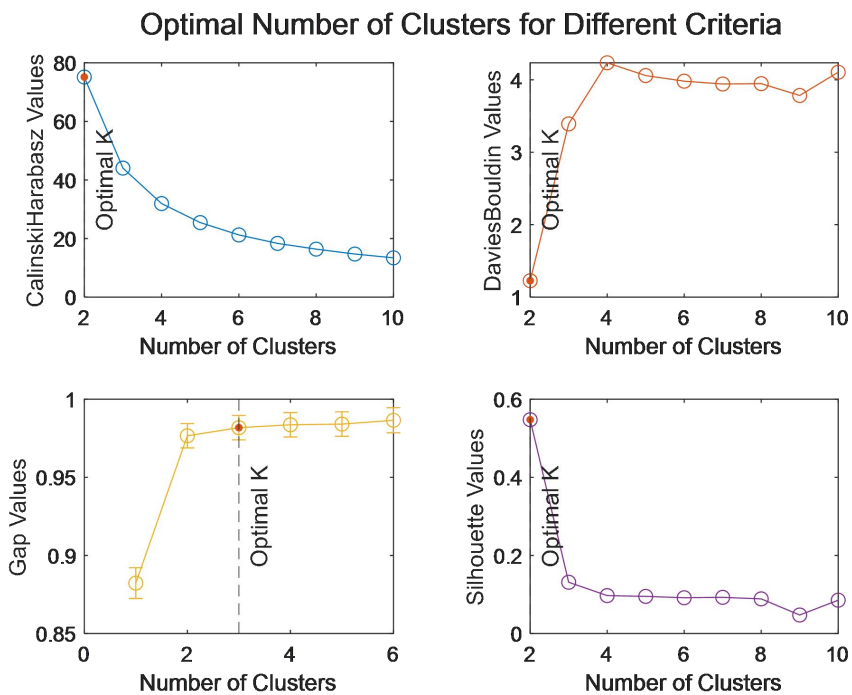 Optimal Number of Clusters for Different Criteria
CalinskiHarabasz Values
80
60
40
20
0
Optimal K
2 4 6 8 10
Number of Clusters
DaviesBouldin Values
4
3
2
1
Optimal K
2 4 6 8 10
Number of Clusters
Gap Values
1
0.95
0.9
0.85
Optimal K
0 2 4 6
Number of Clusters
Silhouette Values
0.6
0.4
0.2
0
Optimal K
2 4 6 8 10
Number of Clusters